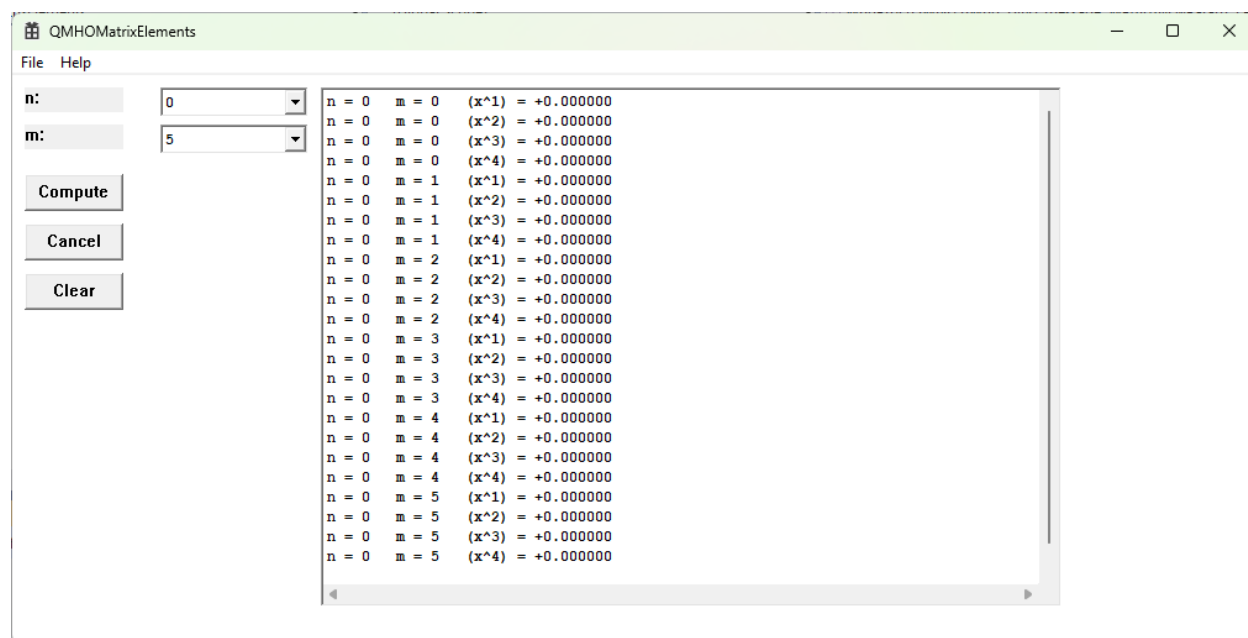 QMHOMatrixElements
File Help
n: 0
m: 5
Compute
Cancel
Clear
n = 0 m = 0 (x^1) = +0.000000
n = 0 m = 0 (x^2) = +0.000000
n = 0 m = 0 (x^3) = +0.000000
n = 0 m = 0 (x^4) = +0.000000
n = 0 m = 1 (x^1) = +0.000000
n = 0 m = 1 (x^2) = +0.000000
n = 0 m = 1 (x^3) = +0.000000
n = 0 m = 1 (x^4) = +0.000000
n = 0 m = 2 (x^1) = +0.000000
n = 0 m = 2 (x^2) = +0.000000
n = 0 m = 2 (x^3) = +0.000000
n = 0 m = 2 (x^4) = +0.000000
n = 0 m = 3 (x^1) = +0.000000
n = 0 m = 3 (x^2) = +0.000000
n = 0 m = 3 (x^3) = +0.000000
n = 0 m = 3 (x^4) = +0.000000
n = 0 m = 4 (x^1) = +0.000000
n = 0 m = 4 (x^2) = +0.000000
n = 0 m = 4 (x^3) = +0.000000
n = 0 m = 4 (x^4) = +0.000000
n = 0 m = 5 (x^1) = +0.000000
n = 0 m = 5 (x^2) = +0.000000
n = 0 m = 5 (x^3) = +0.000000
n = 0 m = 5 (x^4) = +0.000000